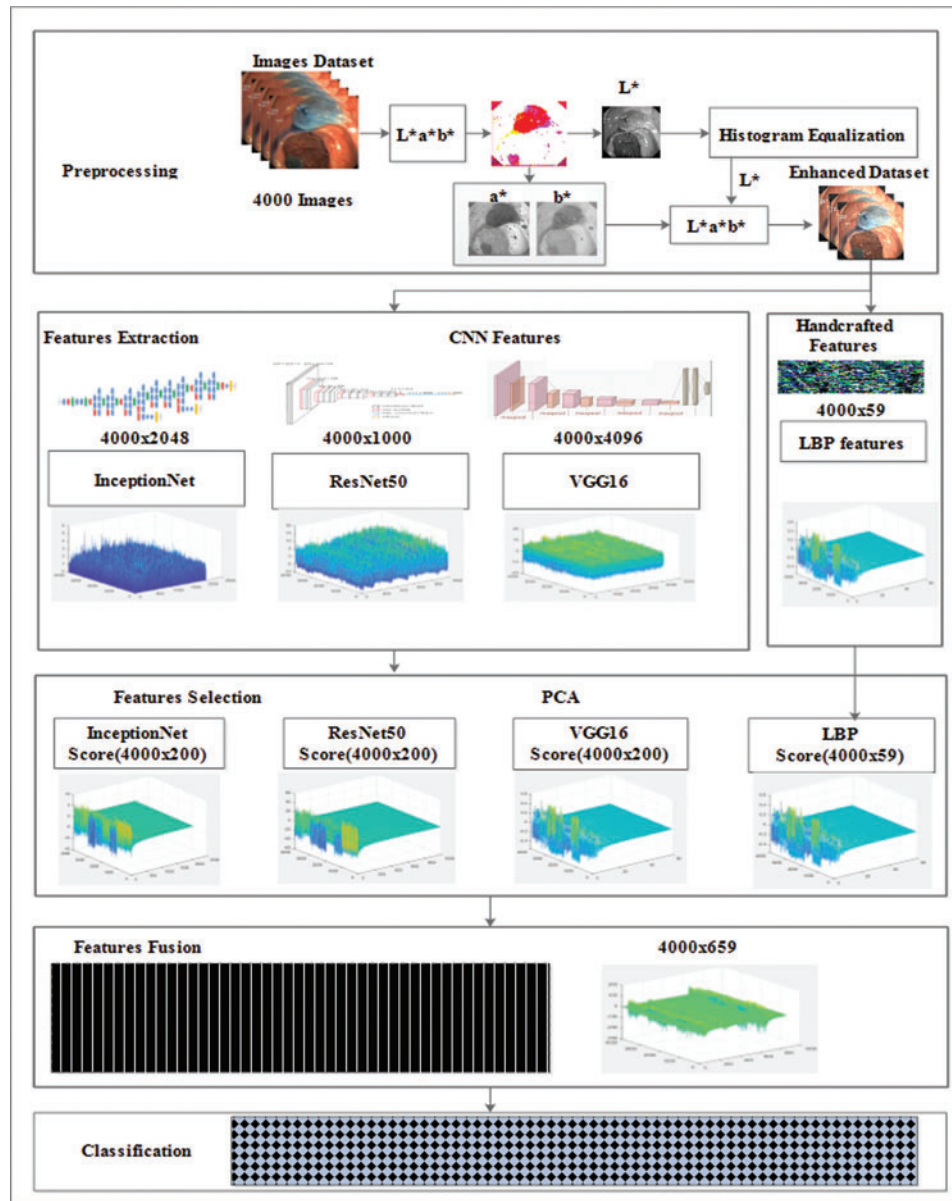 Images Dataset
L*
L*a*b*
Histogram Equalization
Preprocessing
L*
Enhanced Dataset
4000 Images
a*
b*
L*a*b*
Features Extraction
CNN Features
Handcrafted
Features
4000x2048
4000x1000
4000x4096
4000x59
InceptionNet
ResNet50
VGG16
LBP features
Features Selection
PCA
InceptionNet
Score(4000x200)
ResNet50
Score(4000x200)
VGG16
Score(4000x200)
LBP
Score(4000x59)
Features Fusion
4000x659
Classification